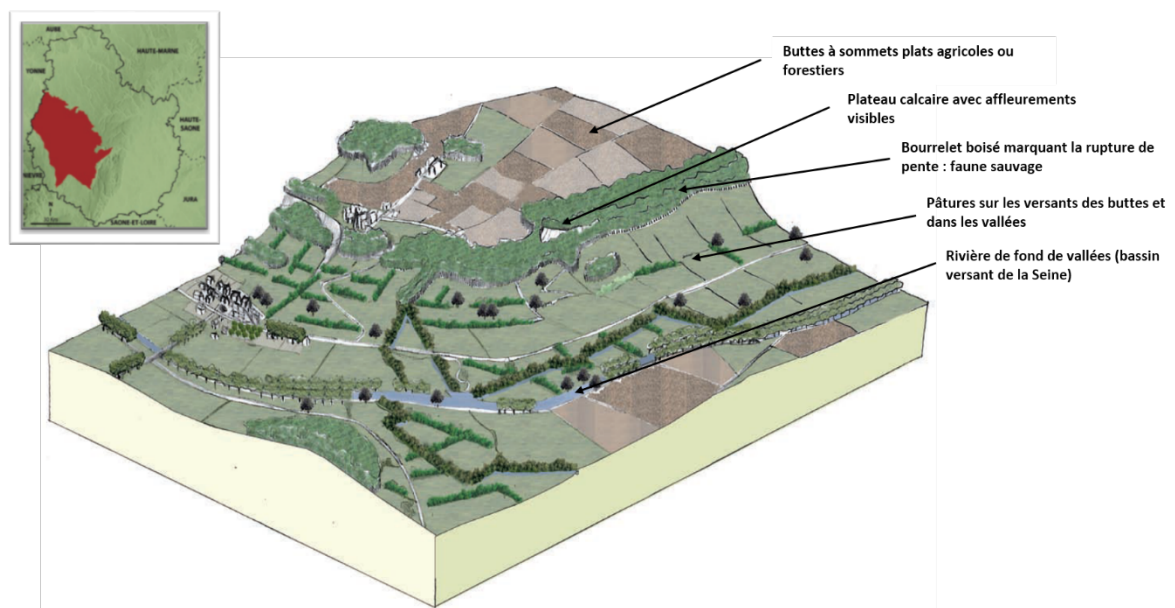 AUBE
HAUTE-MARNE
YONNE
HAUTE-
SAONE
NIEVRE
N
JURA
SAONE ET LOIRE
Buttes à sommets plats agricoles ou
forestiers
Plateau calcaire avec affleurements
visibles
Bourrelet boisé marquant la rupture de
pente : faune sauvage
Pâtures sur les versants des buttes et
dans les vallées
Rivière de fond de vallées (bassin
versant de la Seine)